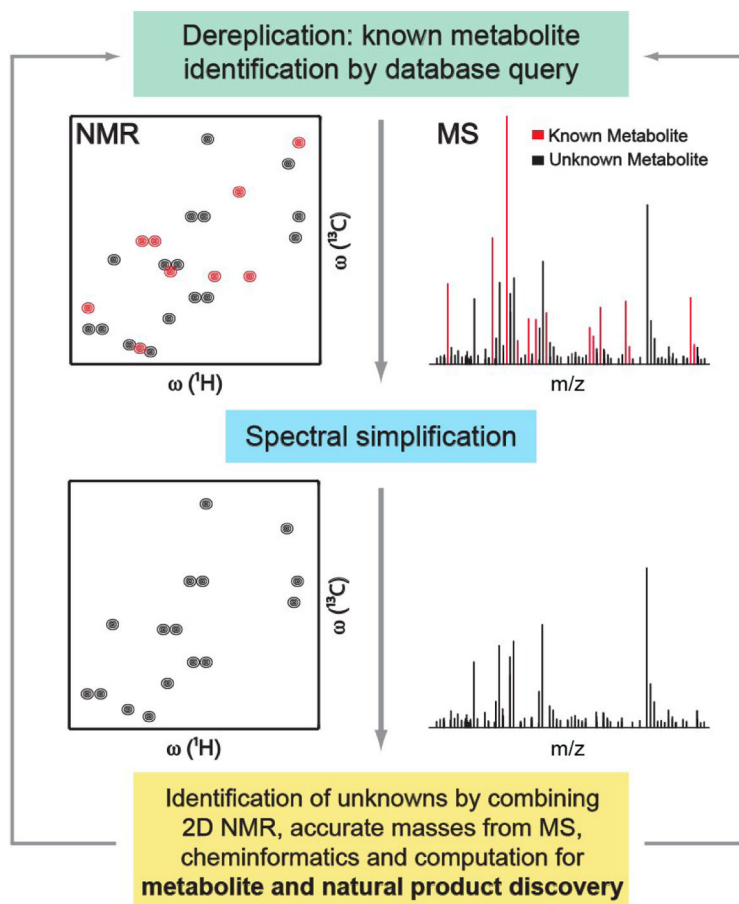 Dereplication: known metabolite
identification by database query
NMR
MS
Known Metabolite
Unknown Metabolite
ω (¹³C)
ω (¹H)
m/z
Spectral simplification
ω (¹³C)
ω (¹H)
m/z
Identification of unknowns by combining
2D NMR, accurate masses from MS,
cheminformatics and computation for
metabolite and natural product discovery